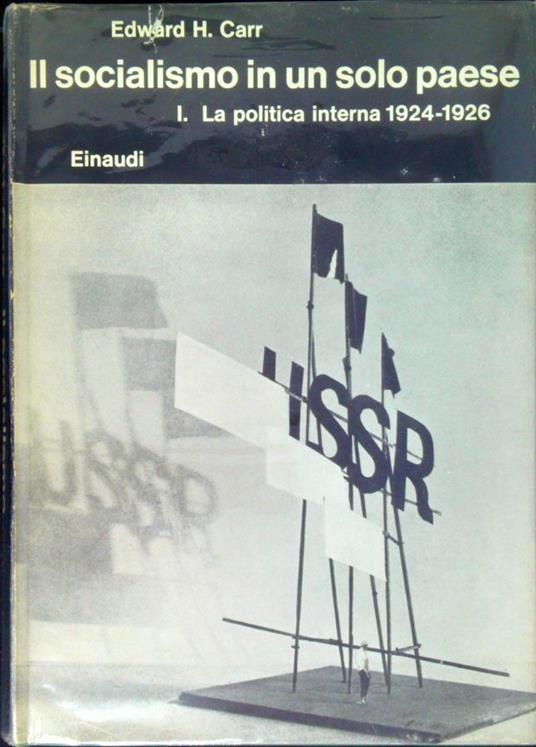 Edward H. Carr
Il socialismo in un solo paese
I. La politica interna 1924-1926
Einaudi
USSR